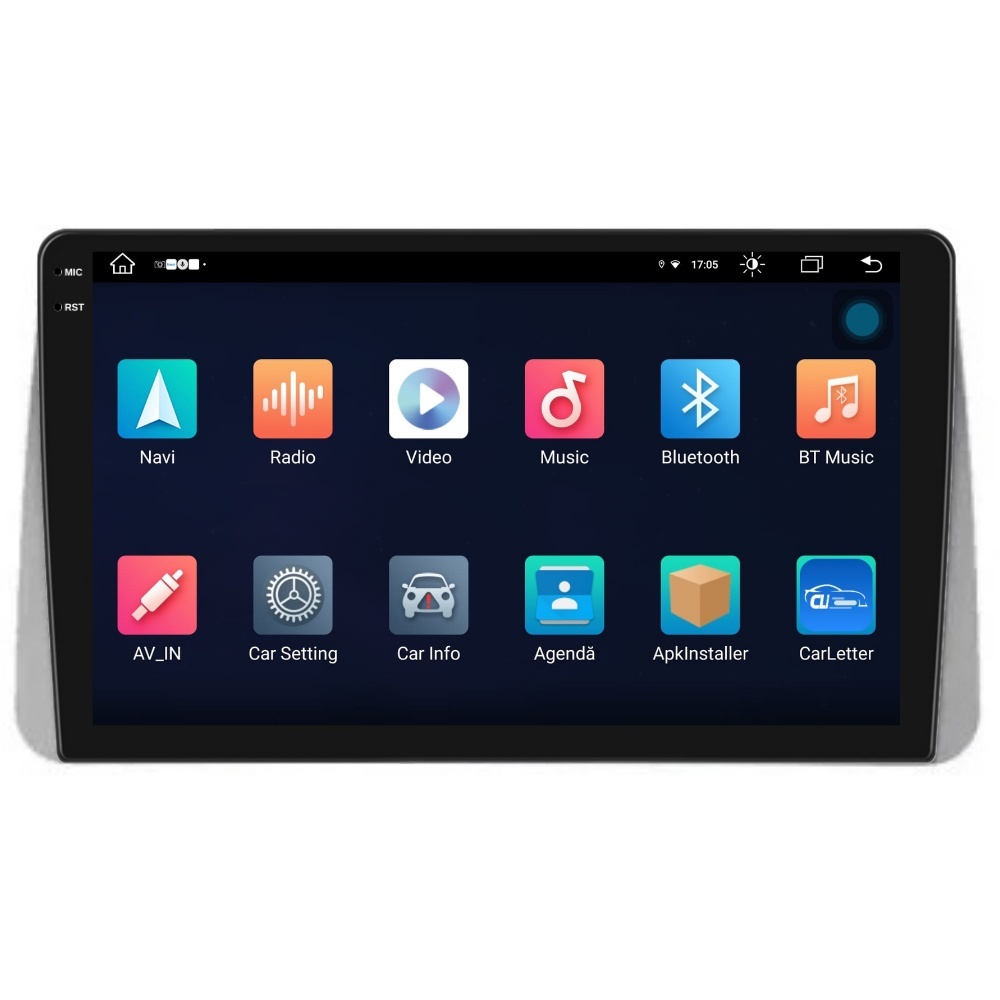 MIC
17:05
RST
Navi
Radio
Video
Music
Bluetooth
BT Music
AV_IN
Car Setting
Car Info
Agendă
ApkInstaller
CLI
CarLetter